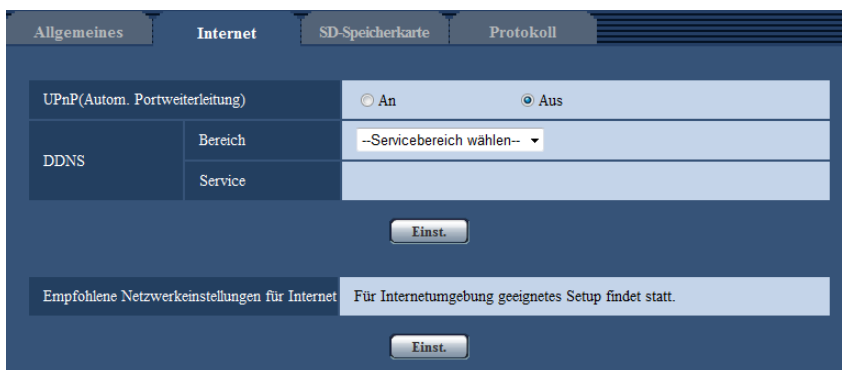 Allgemeines Internet SD-Speicherkarte Protokoll
UPnP(Autom. Portweiterleitung) An Aus
DDNS
Bereich --Servicebereich wählen--
Service
Einst.
Empfohlene Netzwerkeinstellungen für Internet Für Internetumgebung geeignetes Setup findet statt.
Einst.